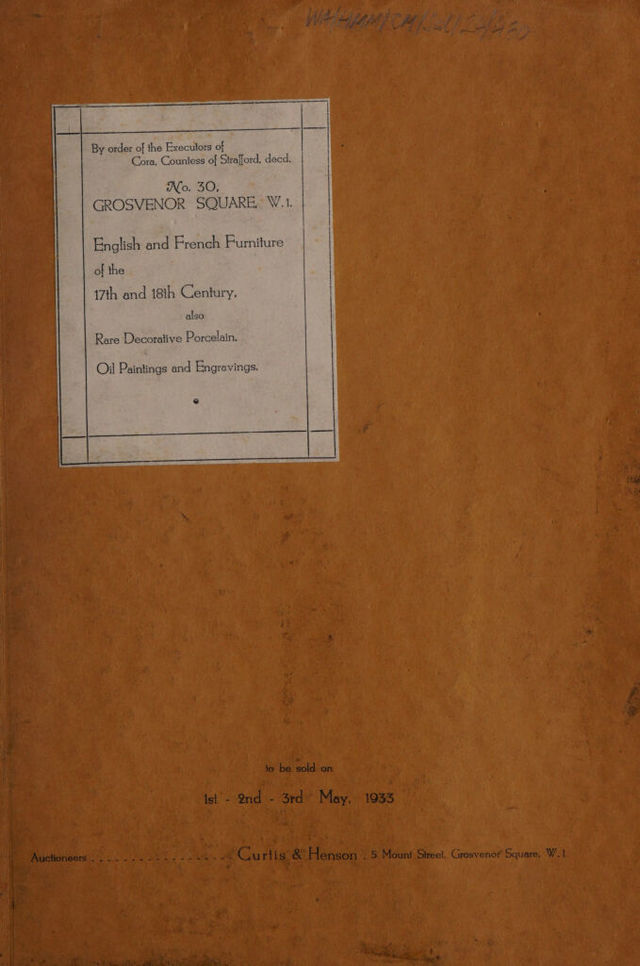 By order of the Executors of
Cora, Countess of Strafford, decd.
No. 30,
GROSVENOR SQUARE, W.1.
English and French Furniture
of the
17th and 18th Century,
also
Rare Decorative Porcelain,
Oil Paintings and Engravings.
to be sold on
1st - 2nd - 3rd May, 1933
Auctioneers . . . . . . . . . . . . . . . . . . Curtis & Henson . 5 Mount Street, Grosvenor Square, W.1